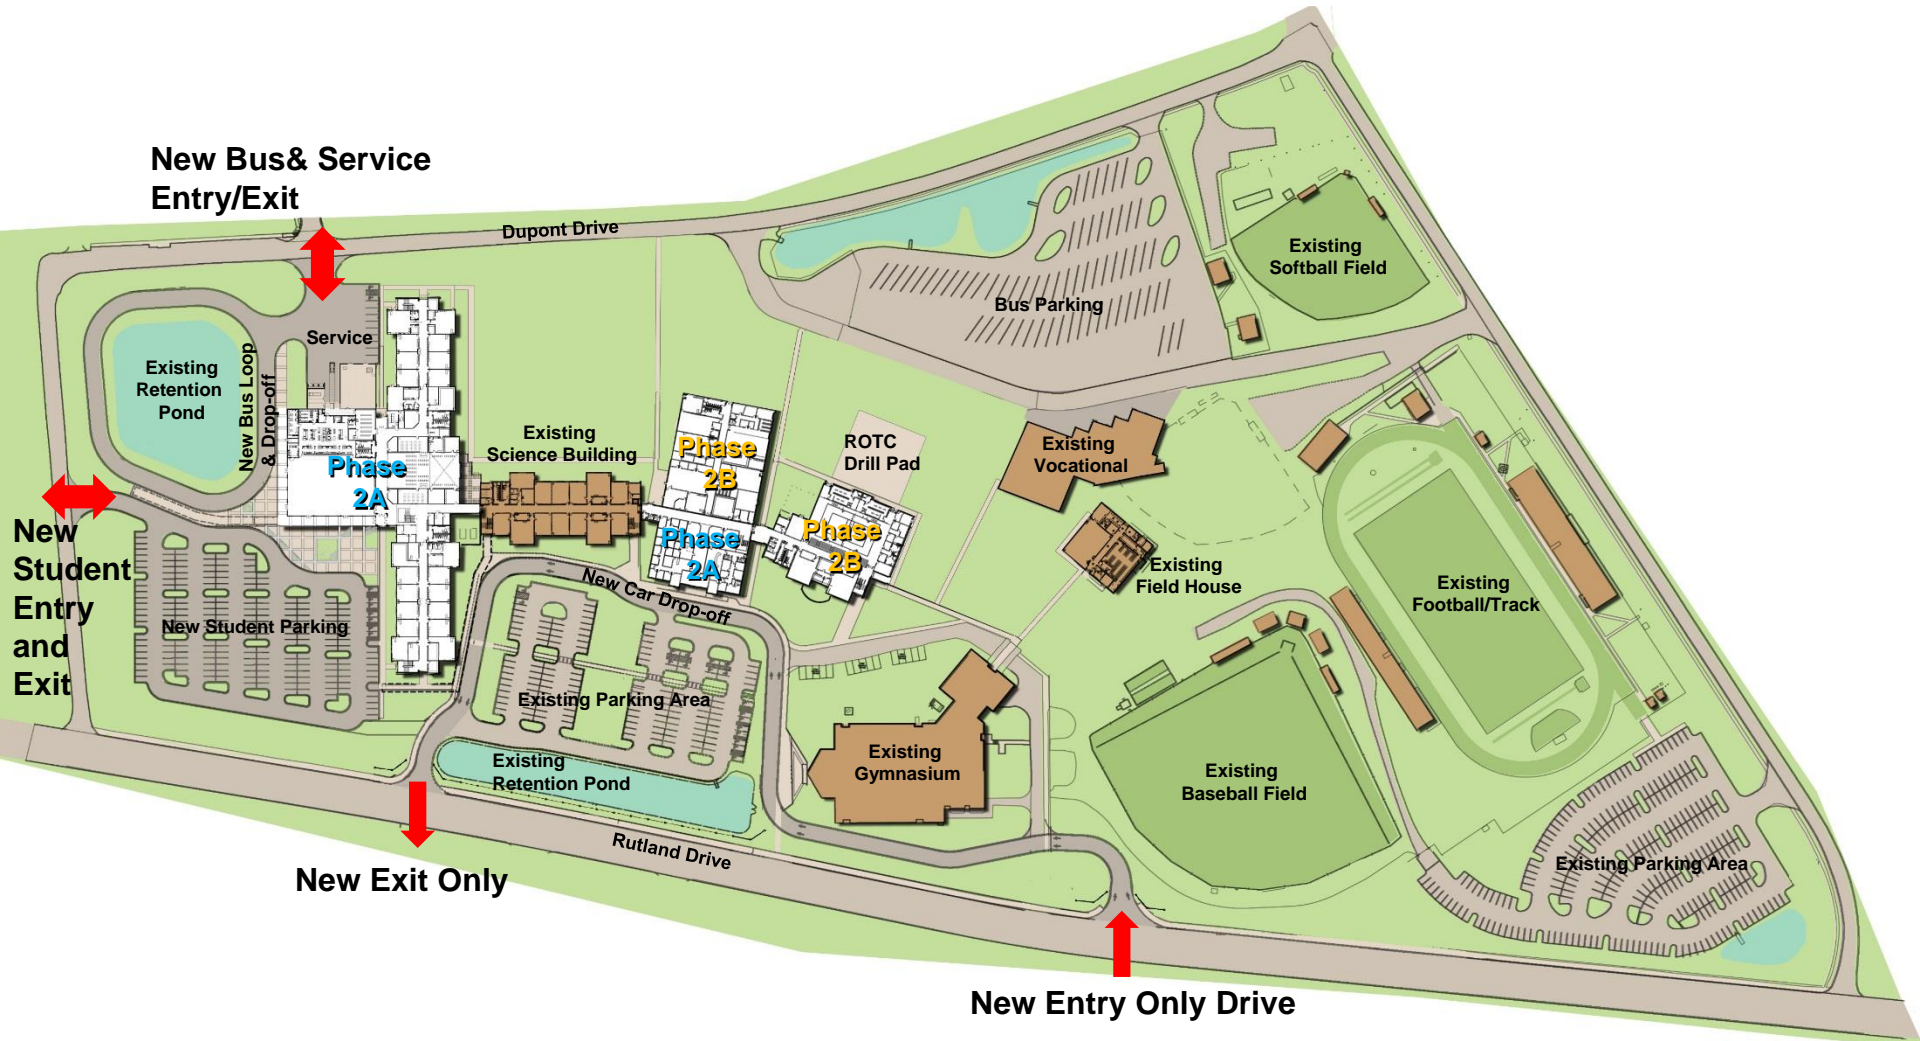 New Bus& Service
Entry/Exit
Dupont Drive
Existing
Softball Field
Bus Parking
Service
Existing
Retention
Pond
New Bus Loop
& Drop-off
Existing
Science Building
Phase
2A
Phase
2B
ROTC
Drill Pad
Existing
Vocational
Phase
2A
Phase
2B
New
Student
Entry
and
Exit
Existing
Field House
Existing
Football/Track
New Car Drop-off
New Student Parking
Existing Parking Area
Existing
Retention Pond
Existing
Gymnasium
Existing
Baseball Field
Rutland Drive
Existing Parking Area
New Exit Only
New Entry Only Drive